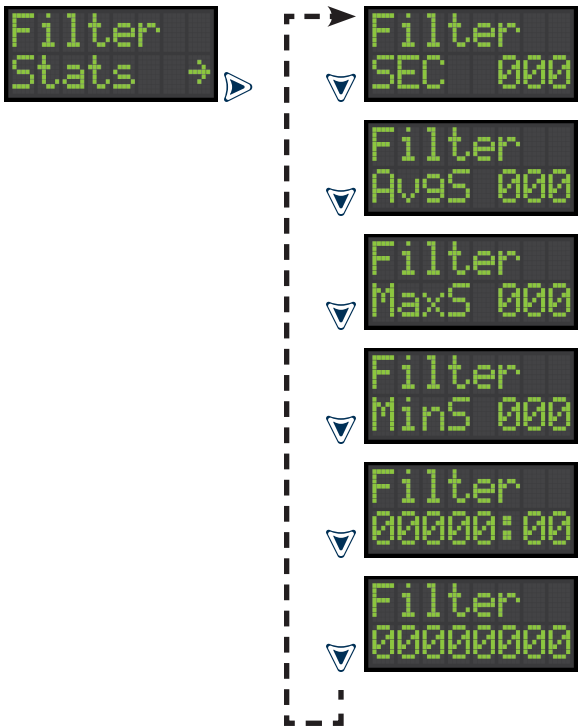 Filter
Stats →
Filter
SEC 000
Filter
AvgS 000
Filter
MaxS 000
Filter
MinS 000
Filter
00000:00
Filter
00000000